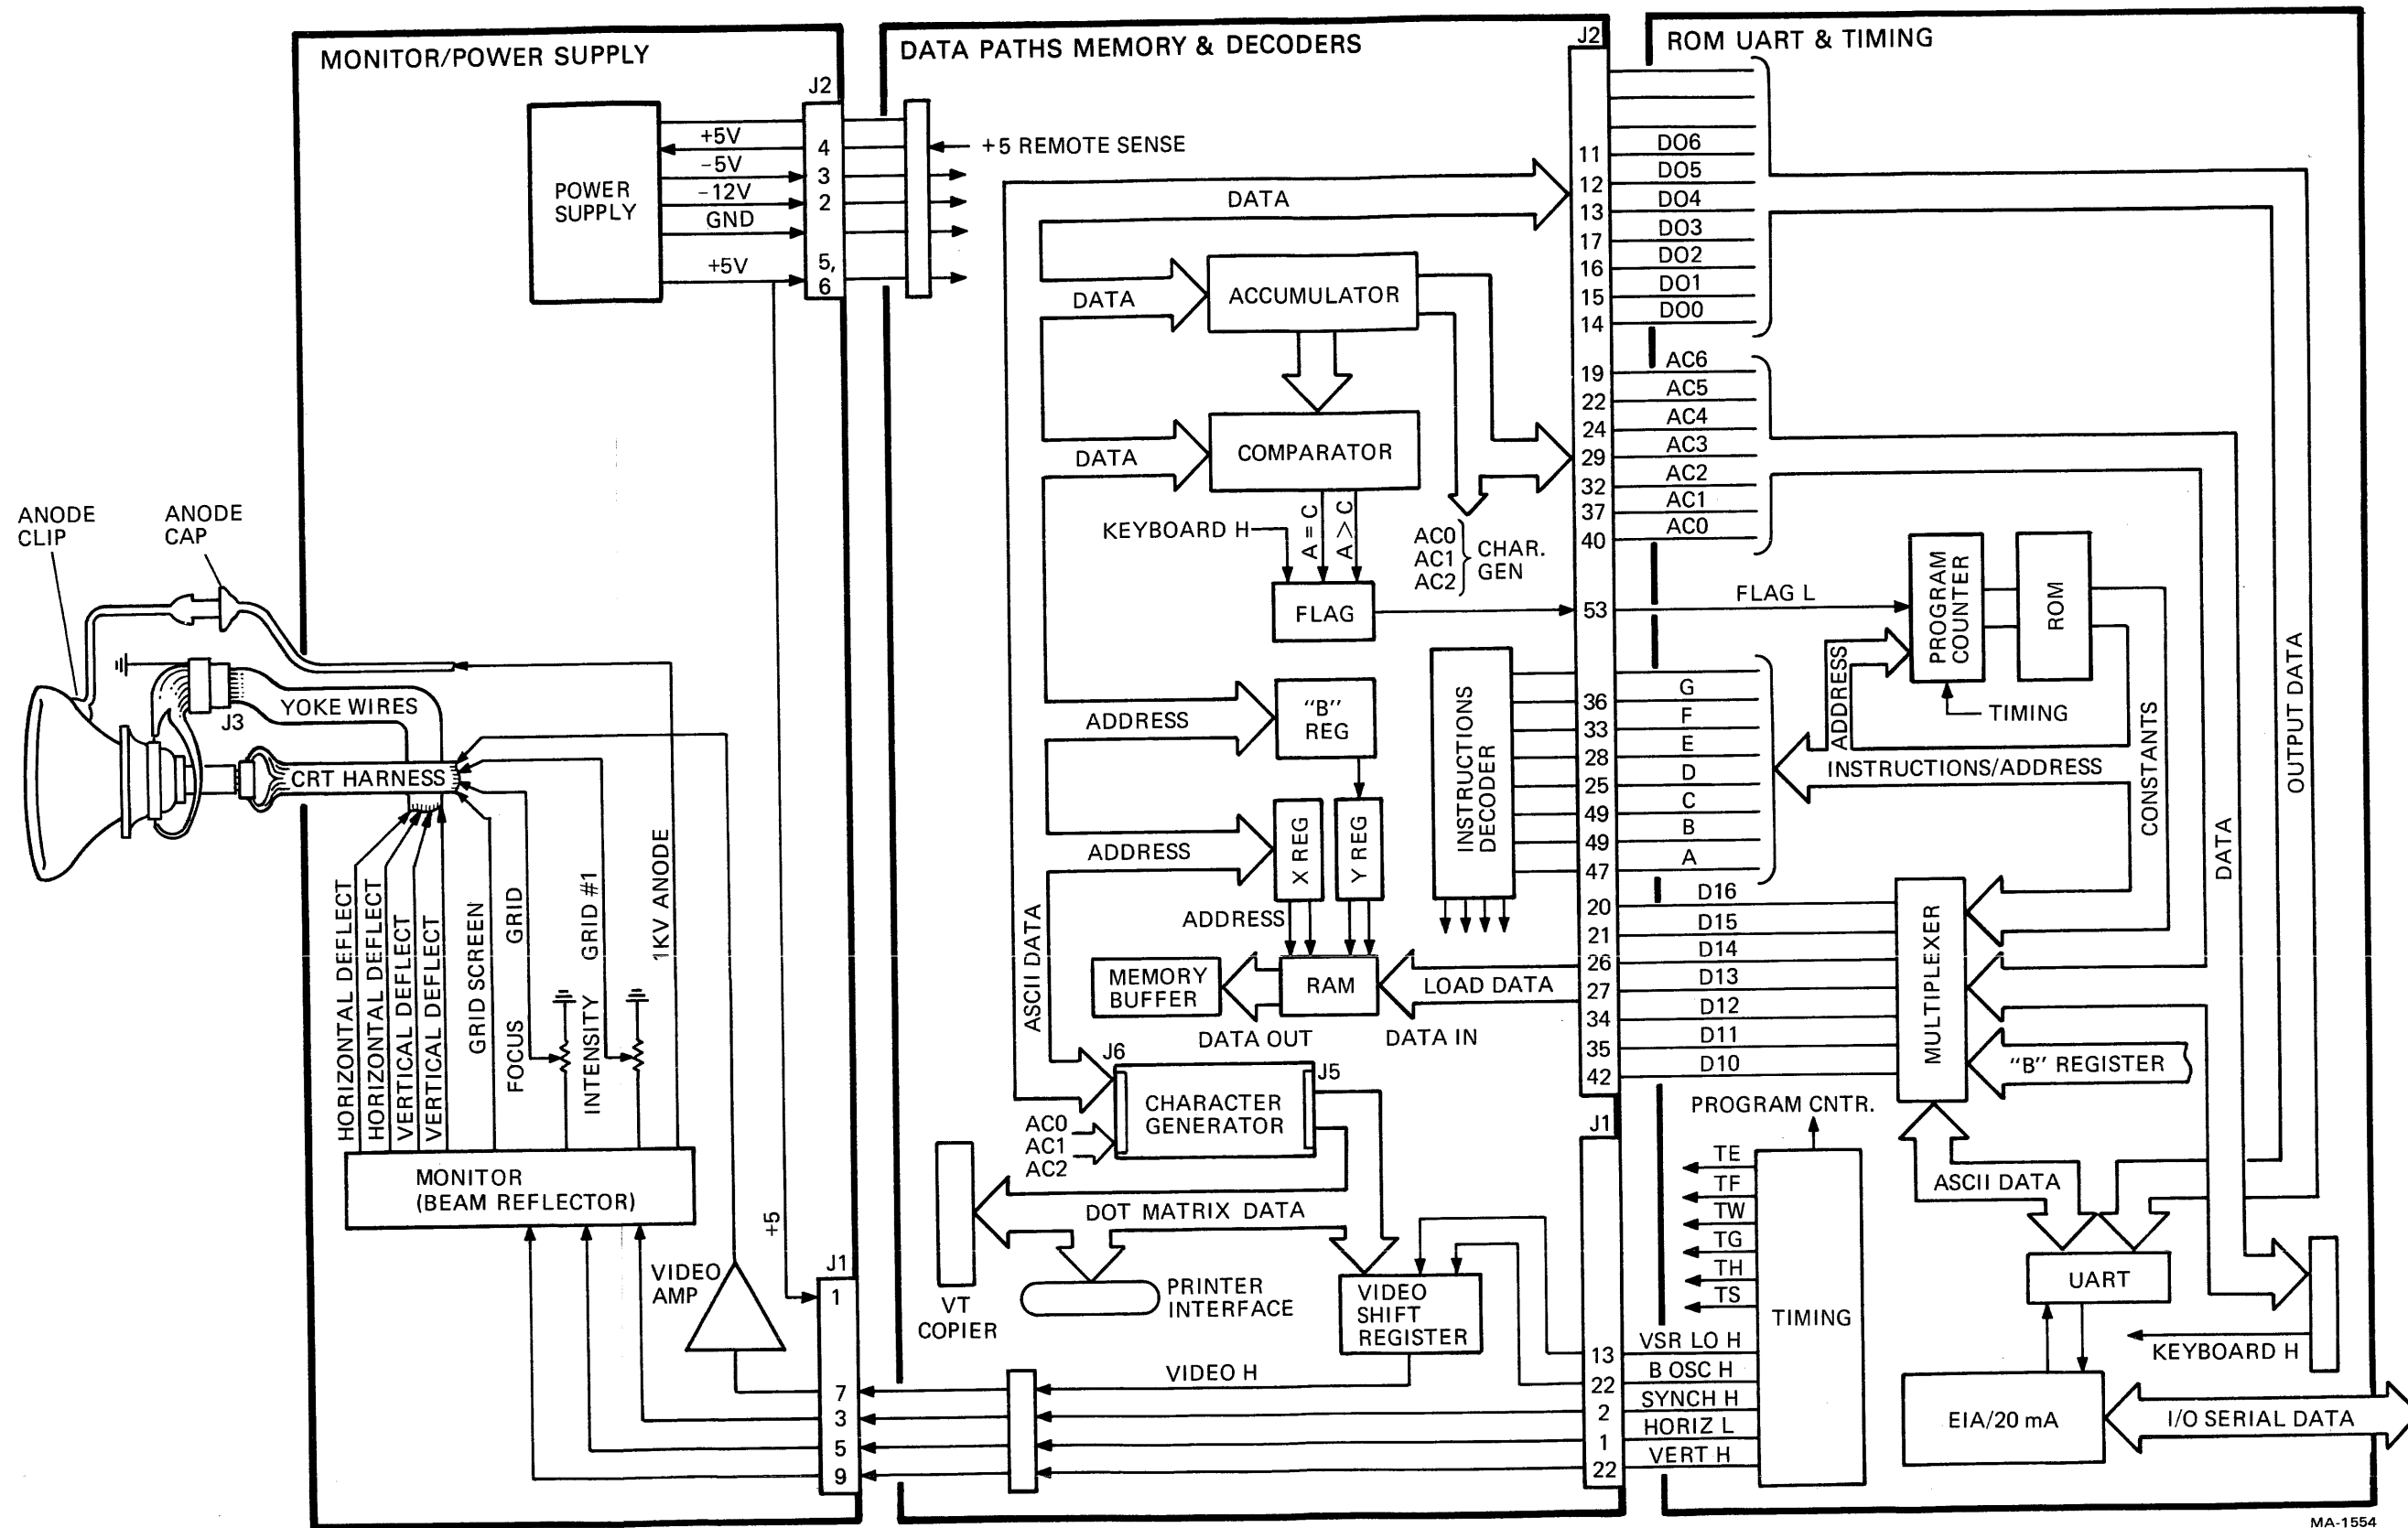 MONITOR/POWER SUPPLY
J2
POWER
SUPPLY
+5V
4
-5V
3
-12V
2
GND
+5V
5,
6
ANODE
CLIP
ANODE
CAP
J3
YOKE WIRES
CRT HARNESS
HORIZONTAL DEFLECT
HORIZONTAL DEFLECT
VERTICAL DEFLECT
VERTICAL DEFLECT
GRID SCREEN
FOCUS GRID
INTENSITY GRID #1
1KV ANODE
MONITOR
(BEAM REFLECTOR)
VIDEO
AMP
+5
J1
1
7
3
5
9
DATA PATHS MEMORY & DECODERS
+5 REMOTE SENSE
DATA
DATA
ACCUMULATOR
DATA
COMPARATOR
KEYBOARD H
A = C
A > C
AC0
AC1
AC2
CHAR.
GEN
FLAG
ADDRESS
"B"
REG
ADDRESS
X REG
Y REG
INSTRUCTIONS
DECODER
ADDRESS
ASCII DATA
MEMORY
BUFFER
RAM
LOAD DATA
DATA OUT
DATA IN
J6
J5
CHARACTER
GENERATOR
AC0
AC1
AC2
DOT MATRIX DATA
VT
COPIER
PRINTER
INTERFACE
VIDEO
SHIFT
REGISTER
VIDEO H
J2
11
12
13
17
16
15
14
19
22
24
29
32
37
40
53
36
33
28
25
49
49
47
20
21
26
27
34
35
42
J1
13
22
2
1
22
ROM UART & TIMING
DO6
DO5
DO4
DO3
DO2
DO1
DO0
AC6
AC5
AC4
AC3
AC2
AC1
AC0
FLAG L
PROGRAM
COUNTER
ROM
TIMING
ADDRESS
G
F
E
D
C
B
A
INSTRUCTIONS/ADDRESS
CONSTANTS
DATA
OUTPUT DATA
D16
D15
D14
D13
D12
D11
D10
MULTIPLEXER
"B" REGISTER
PROGRAM CNTR.
TE
TF
TW
TG
TH
TS
TIMING
VSR LO H
B OSC H
SYNCH H
HORIZ L
VERT H
ASCII DATA
UART
KEYBOARD H
EIA/20 mA
I/O SERIAL DATA
MA-1554